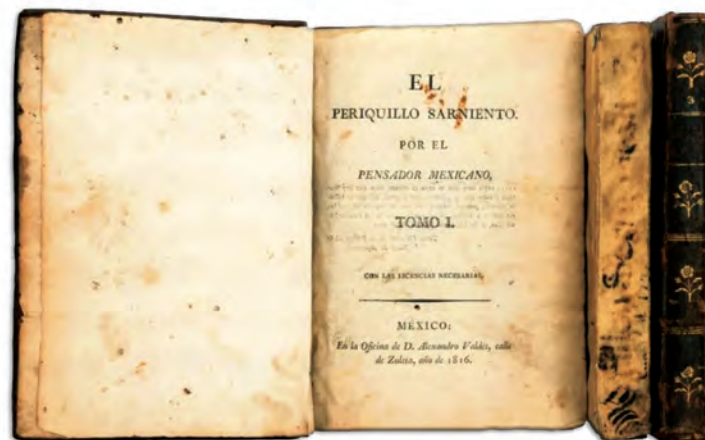 EL
PERIQUILLO SARNIENTO.
POR EL
PENSADOR MEXICANO,
TOMO I.
CON LAS LICENCIAS NECESARIAS.
MEXICO:
En la Oficina de D. Alexandro Valdés, calle
de Zuleta, año de 1816.
3